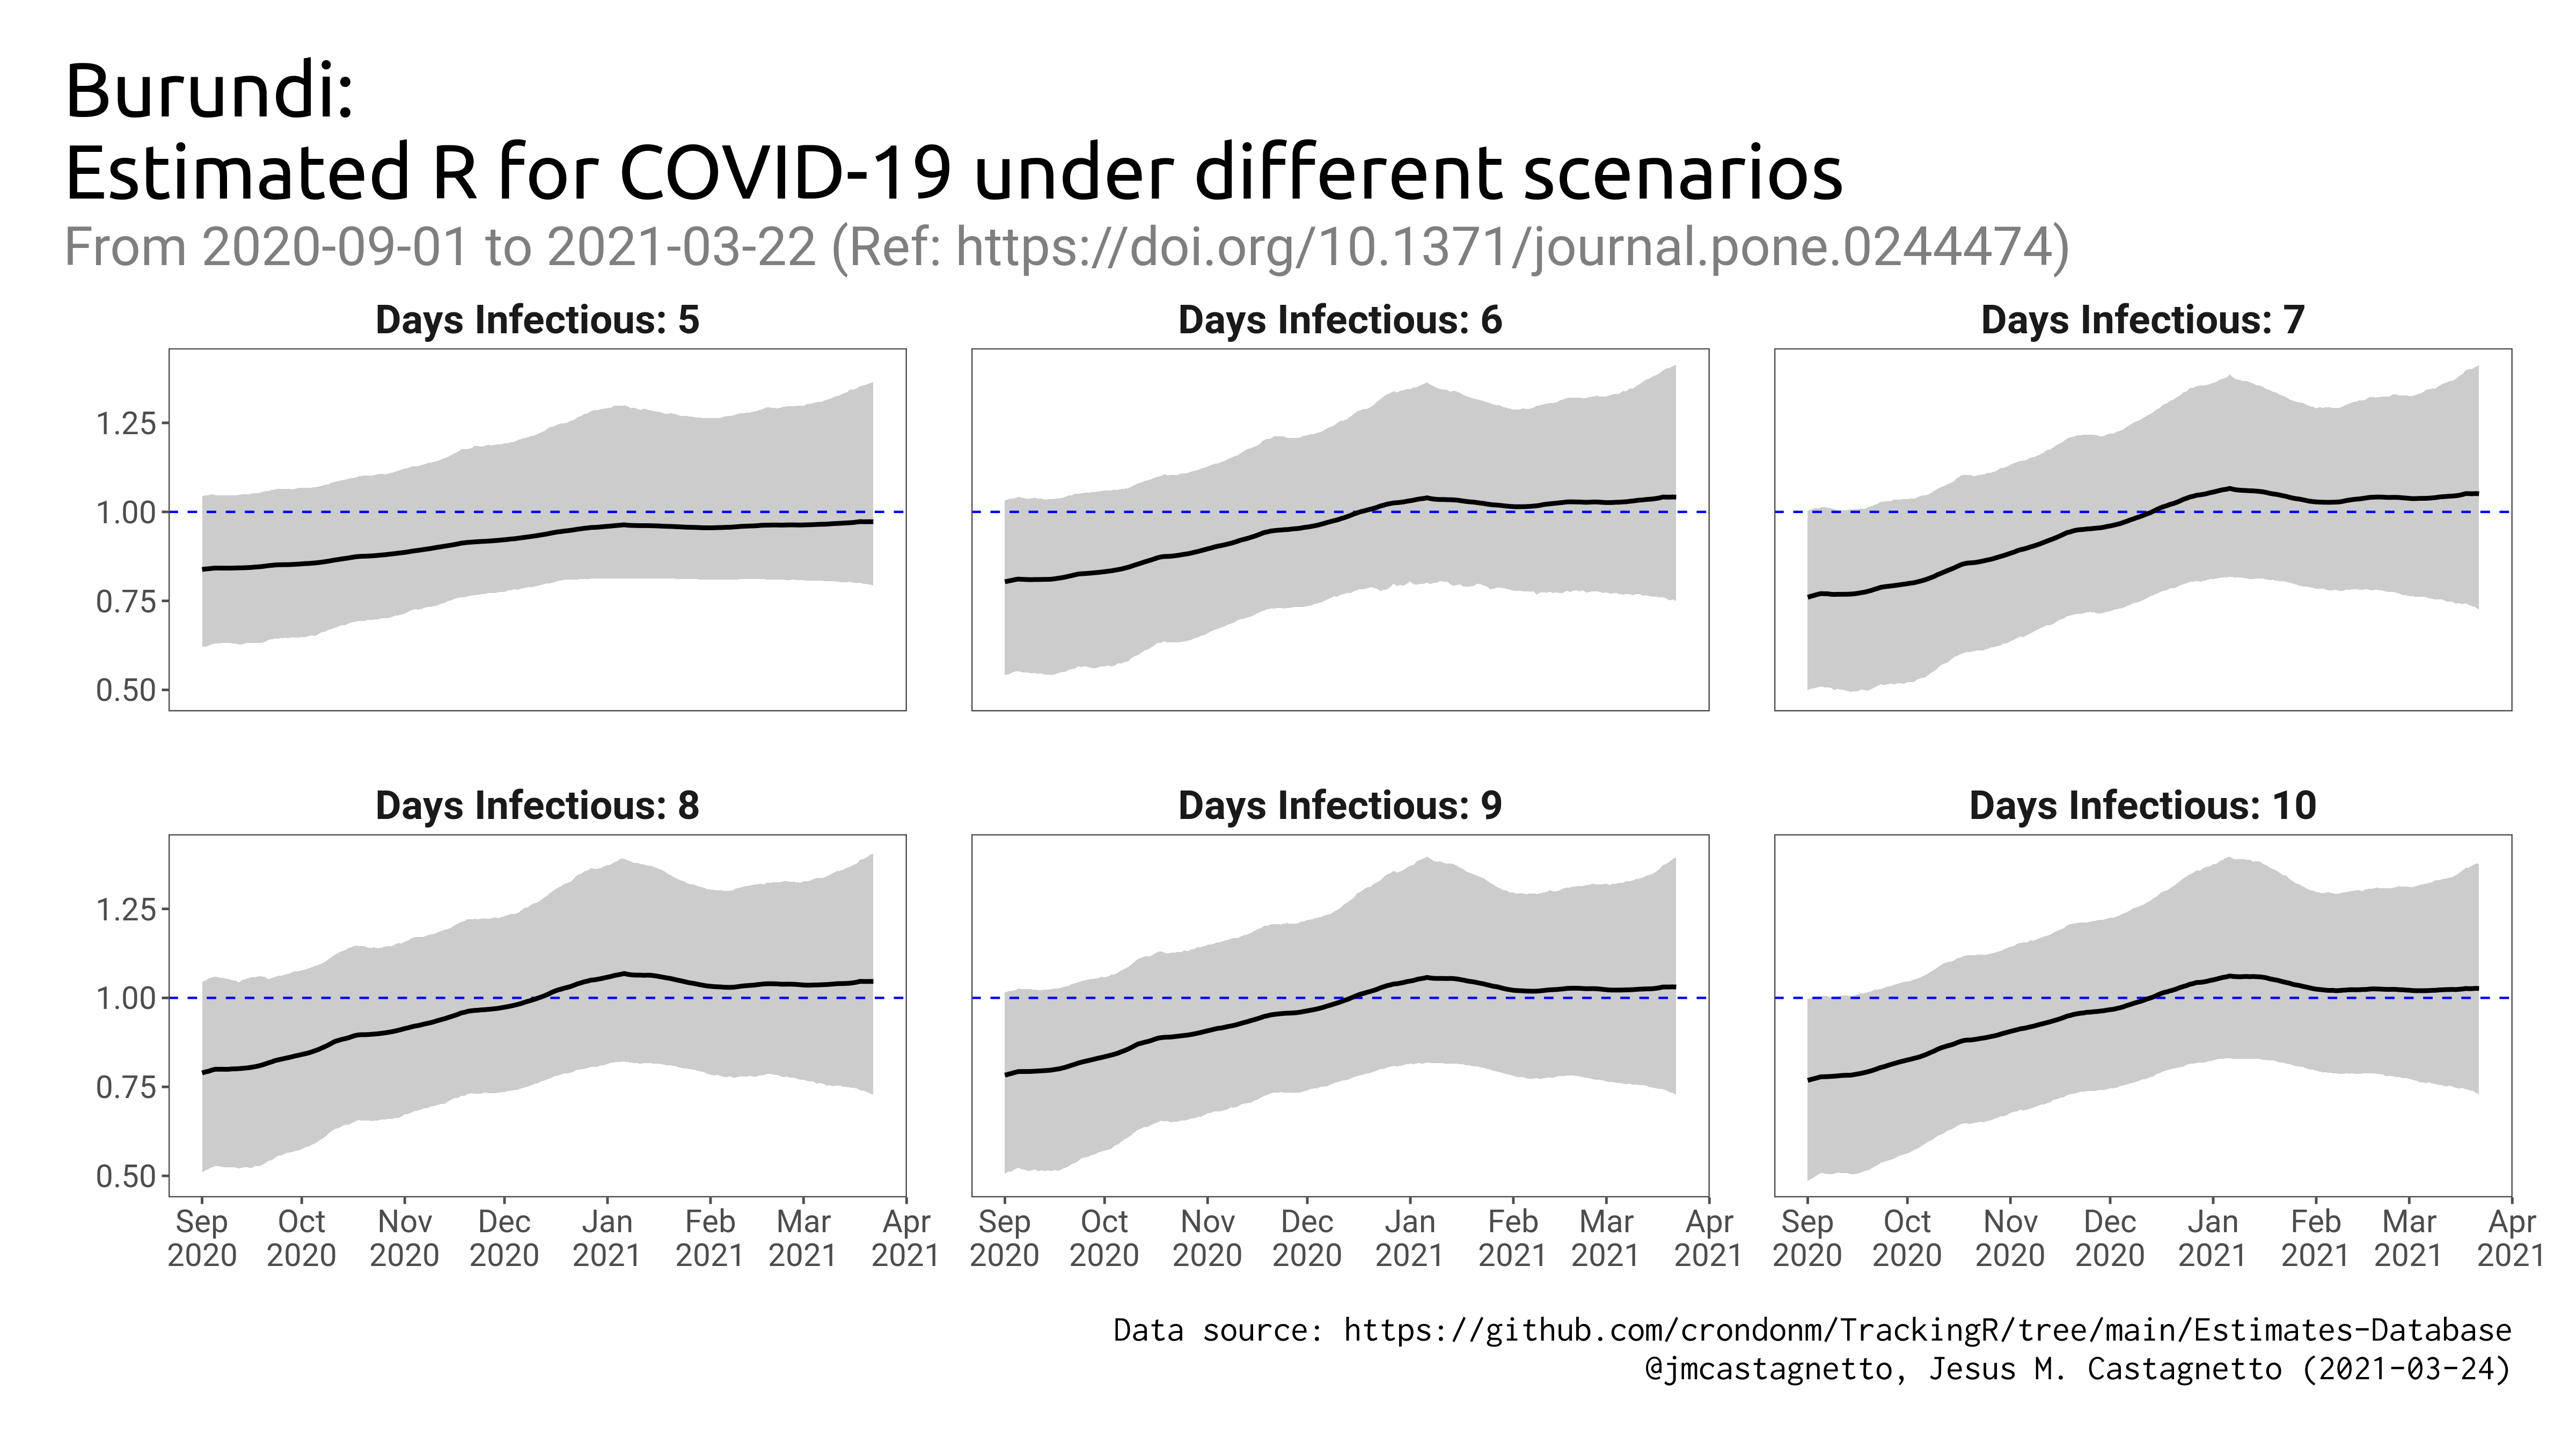 Burundi:
Estimated R for COVID-19 under different scenarios
From 2020-09-01 to 2021-03-22 (Ref: https://doi.org/10.1371/journal.pone.0244474)
Days Infectious: 5
Days Infectious: 6
Days Infectious: 7
1.25
1.00
0.75
0.50
Days Infectious: 8
Days Infectious: 9
Days Infectious: 10
1.25
1.00
0.75
0.50
Sep Oct Nov Dec Jan Feb Mar Apr
2020 2020 2020 2020 2021 2021 2021 2021
Sep Oct Nov Dec Jan Feb Mar Apr
2020 2020 2020 2020 2021 2021 2021 2021
Sep Oct Nov Dec Jan Feb Mar Apr
2020 2020 2020 2020 2021 2021 2021 2021
Data source: https://github.com/crondonm/TrackingR/tree/main/Estimates-Database
@jmcastagnetto, Jesus M. Castagnetto (2021-03-24)